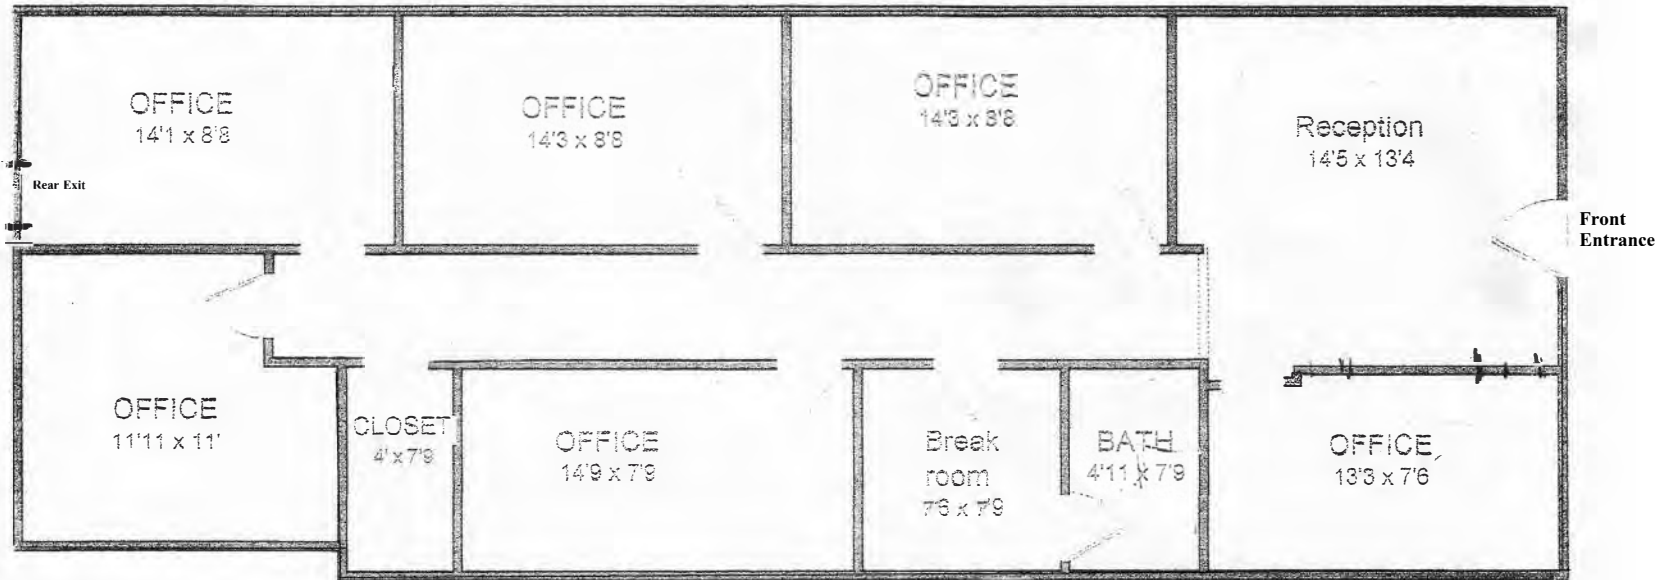 OFFICE
14'1 x 8'8
OFFICE
14'3 x 8'8
OFFICE
14'3 x 8'8
Reception
14'5 x 13'4
Rear Exit
Front
Entrance
OFFICE
11'11 x 11'
CLOSET
4' x 7'9
OFFICE
14'9 x 7'9
Break
room
7'6 x 7'9
BATH
4'11 x 7'9
OFFICE
13'3 x 7'6